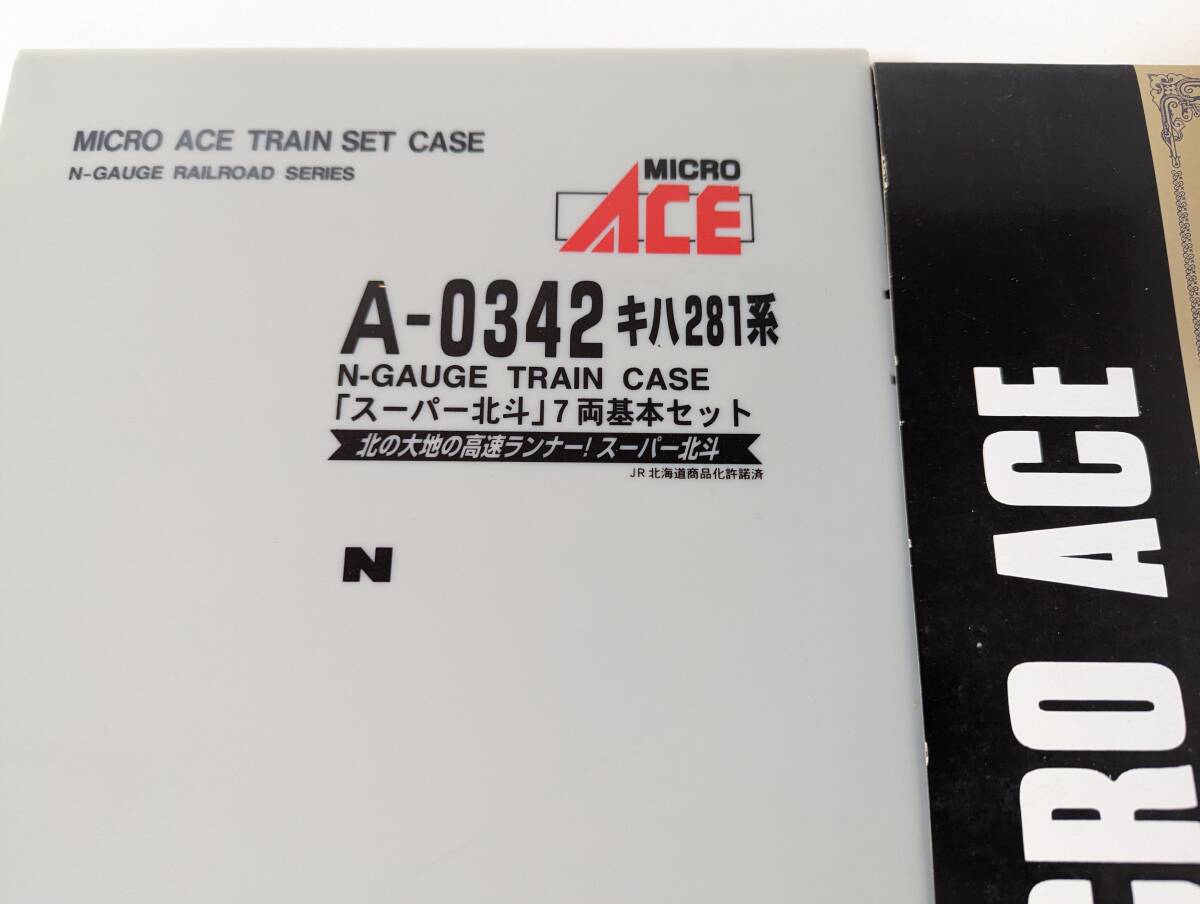 MICRO ACE TRAIN SET CASE
N-GAUGE RAILROAD SERIES
MICRO
ACE
A-0342 キハ281系
N-GAUGE TRAIN CASE
「スーパー北斗」7両基本セット
北の大地の高速ランナー!スーパー北斗
JR北海道商品化許諾済
N
CRO ACE